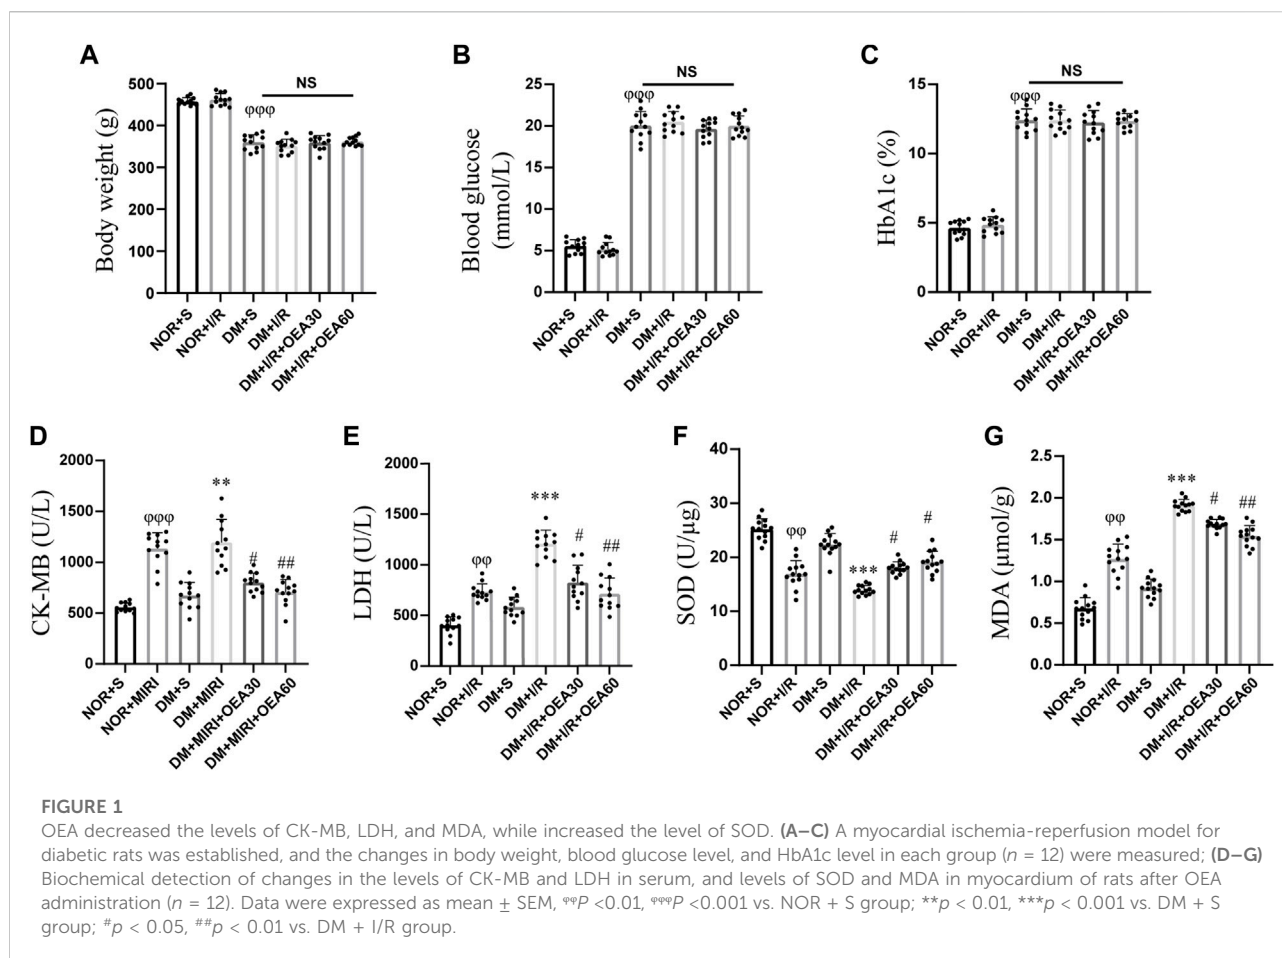 A
Body weight (g)
500
400
300
200
100
0
φφφ
NS
NOR+S
NOR+I/R
DM+S
DM+I/R
DM+I/R+OEA30
DM+I/R+OEA60
B
Blood glucose
(mmol/L)
25
20
15
10
5
0
φφφ
NS
NOR+S
NOR+I/R
DM+S
DM+I/R
DM+I/R+OEA30
DM+I/R+OEA60
C
HbA1c (%)
15
10
5
0
φφφ
NS
NOR+S
NOR+I/R
DM+S
DM+I/R
DM+I/R+OEA30
DM+I/R+OEA60
D
CK-MB (U/L)
2000
1500
1000
500
0
φφφ
**
#
##
NOR+S
NOR+MIRI
DM+S
DM+MIRI
DM+MIRI+OEA30
DM+MIRI+OEA60
E
LDH (U/L)
2000
1500
1000
500
0
φφ
***
#
##
NOR+S
NOR+I/R
DM+S
DM+I/R
DM+I/R+OEA30
DM+I/R+OEA60
F
SOD (U/μg)
40
30
20
10
0
φφ
***
#
#
NOR+S
NOR+I/R
DM+S
DM+I/R
DM+I/R+OEA30
DM+I/R+OEA60
G
MDA (μmol/g)
2.5
2.0
1.5
1.0
0.5
0.0
φφ
***
#
##
NOR+S
NOR+I/R
DM+S
DM+I/R
DM+I/R+OEA30
DM+I/R+OEA60
FIGURE 1
OEA decreased the levels of CK-MB, LDH, and MDA, while increased the level of SOD. (A–C) A myocardial ischemia-reperfusion model for
diabetic rats was established, and the changes in body weight, blood glucose level, and HbA1c level in each group (n = 12) were measured; (D–G)
Biochemical detection of changes in the levels of CK-MB and LDH in serum, and levels of SOD and MDA in myocardium of rats after OEA
administration (n = 12). Data were expressed as mean ± SEM, φφP <0.01, φφφP <0.001 vs. NOR + S group; **p < 0.01, ***p < 0.001 vs. DM + S
group; #p < 0.05, ##p < 0.01 vs. DM + I/R group.